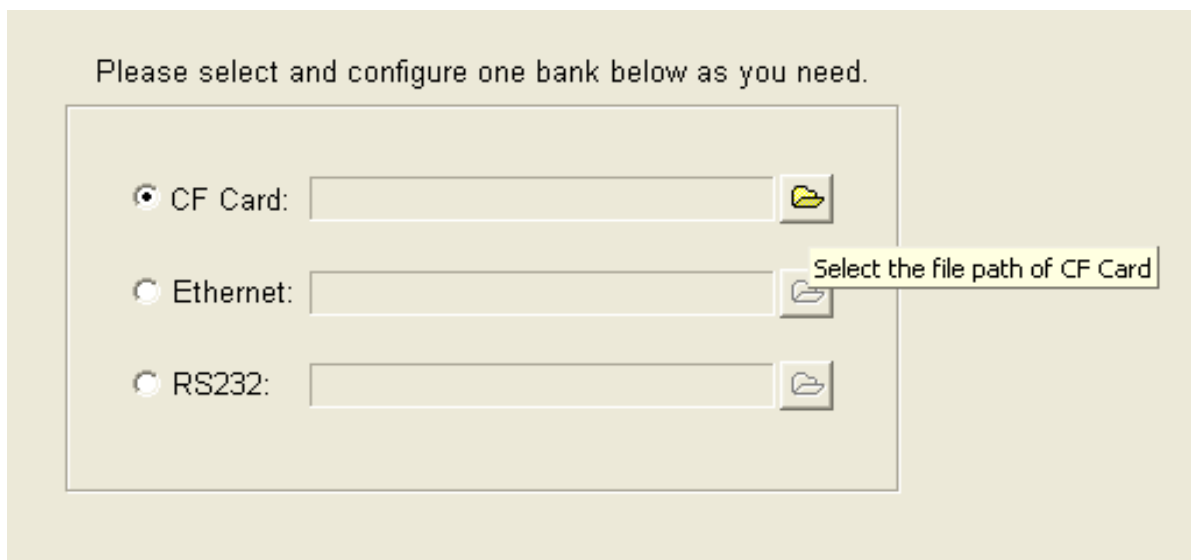 Please select and configure one bank below as you need.
CF Card:
Select the file path of CF Card
Ethernet:
RS232: